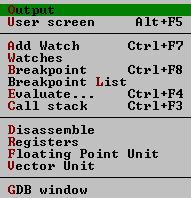 Output
User screen Alt+F5
Add Watch Ctrl+F7
Watches
Breakpoint Ctrl+F8
Breakpoint List
Evaluate... Ctrl+F4
Call stack Ctrl+F3
Disassemble
Registers
Floating Point Unit
Vector Unit
GDB window